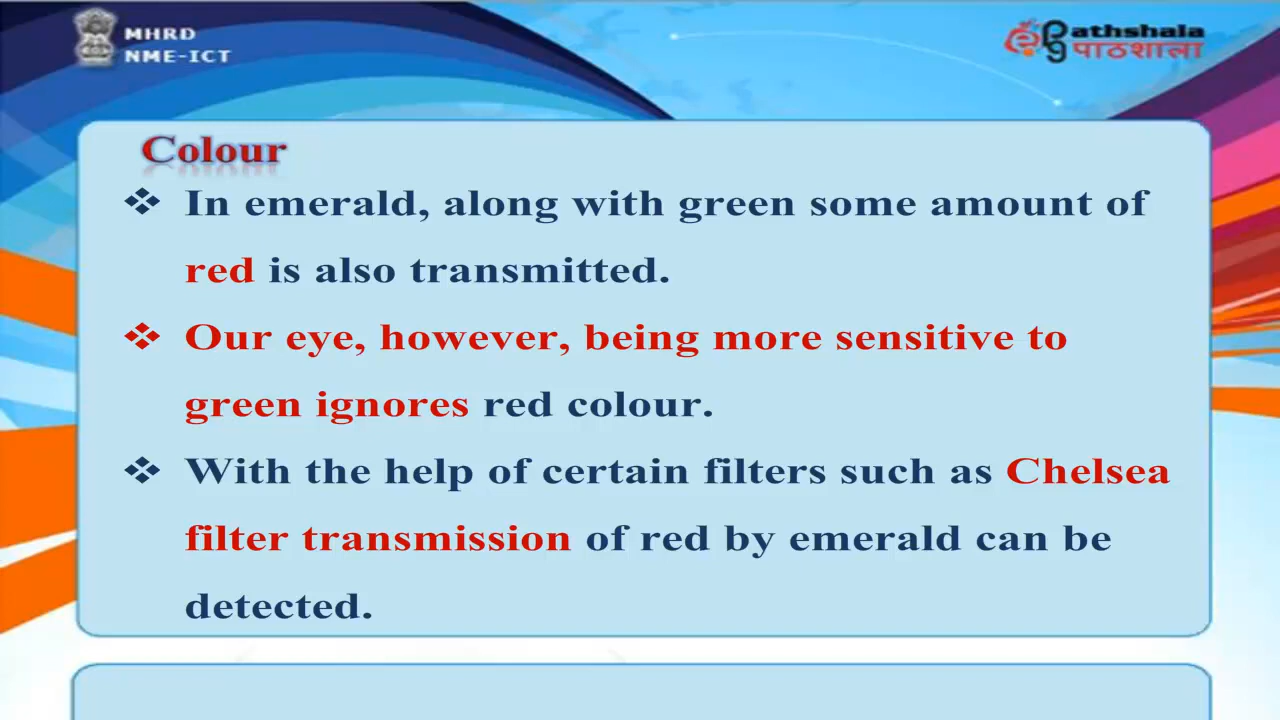 MHRD
NME-ICT
ePg athshala
पाठशाला
Colour
❖ In emerald, along with green some amount of
red is also transmitted.
❖ Our eye, however, being more sensitive to
green ignores red colour.
❖ With the help of certain filters such as Chelsea
filter transmission of red by emerald can be
detected.